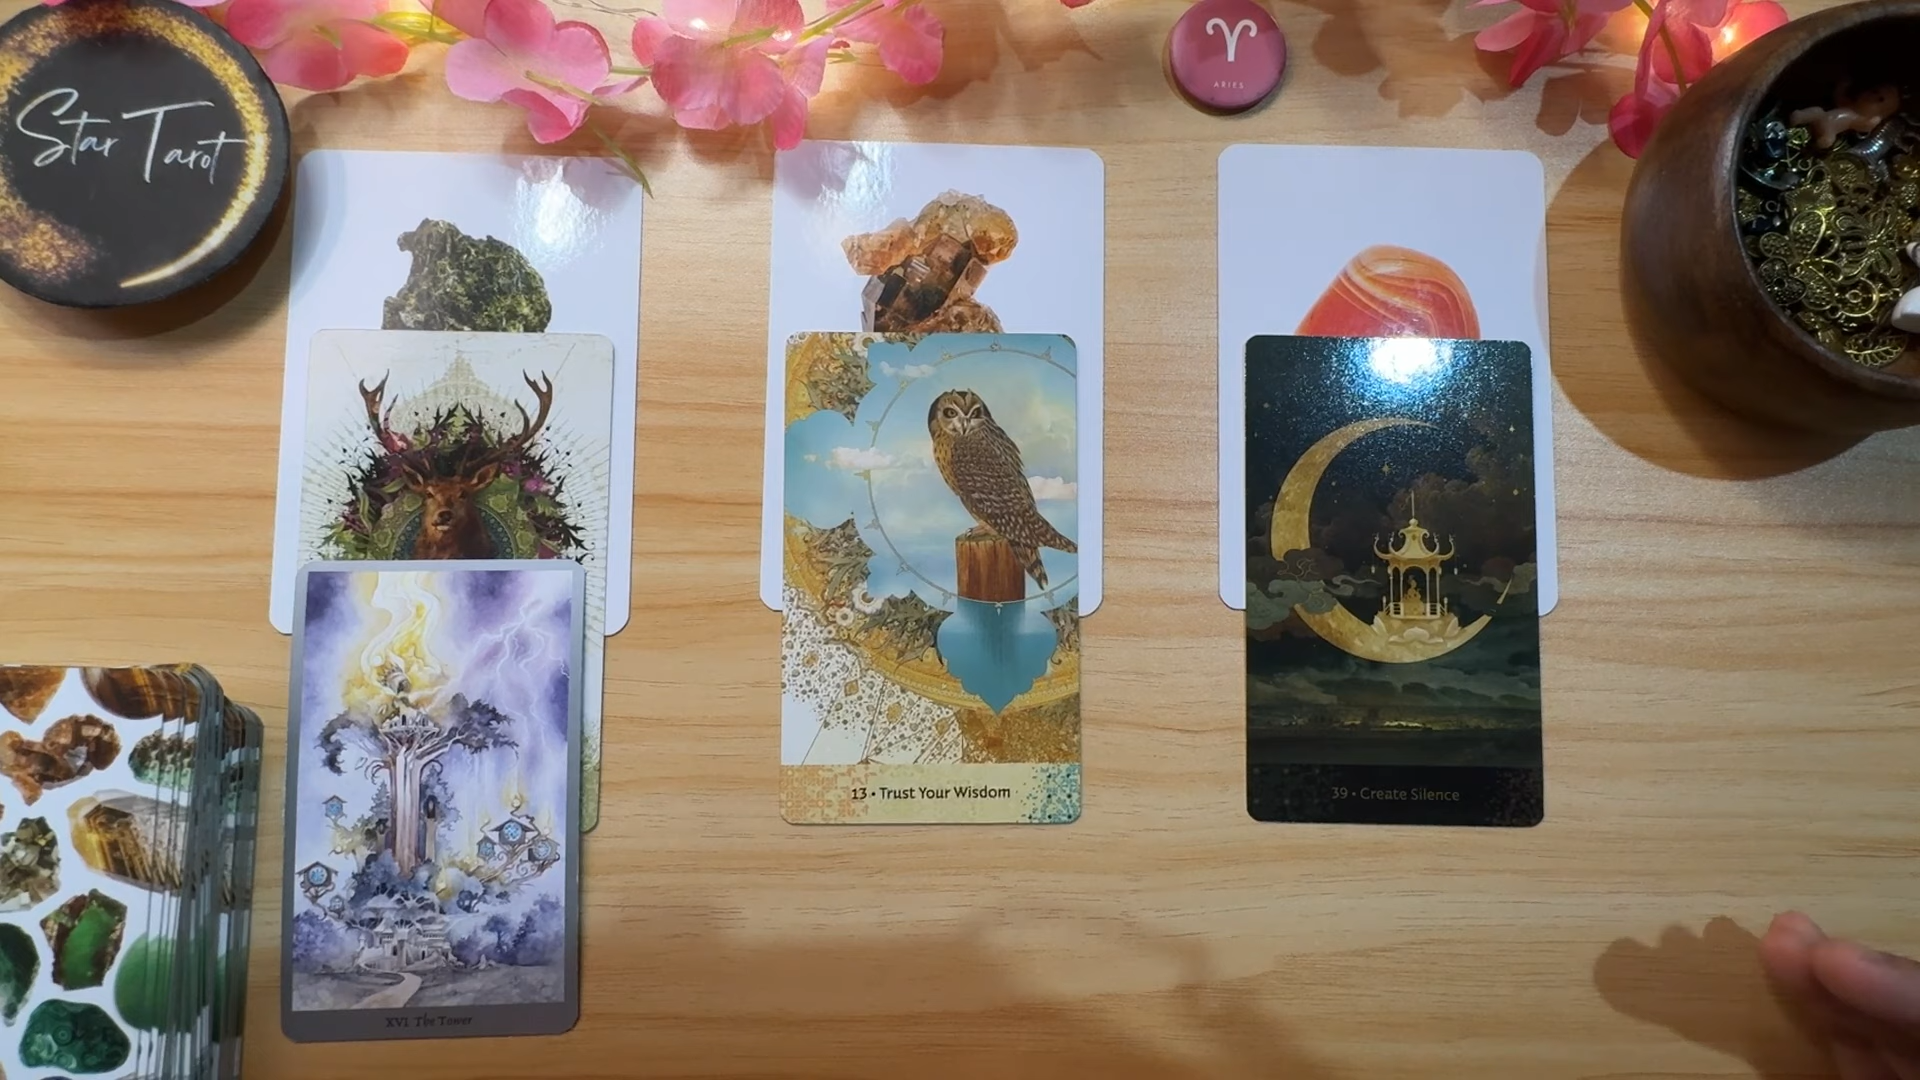 Star Tarot
ARIES
13 • Trust Your Wisdom
39 • Create Silence
XVI The Tower